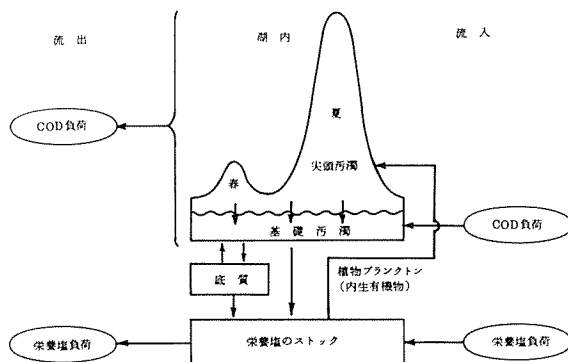 流出
湖内
流入
COD負荷
夏
尖頭汚濁
春
基礎汚濁
COD負荷
植物プランクトン
(内生有機物)
底質
栄養塩負荷
栄養塩のストック
栄養塩負荷